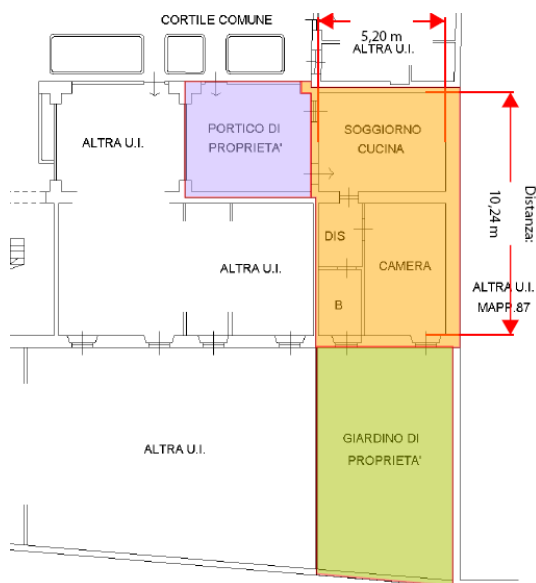 CORTILE COMUNE
5,20 m
ALTRA U.I.
ALTRA U.I.
PORTICO DI
PROPRIETA'
SOGGIORNO
CUCINA
Distanza:
10,24 m
DIS
CAMERA
ALTRA U.I.
ALTRA U.I.
MAPP.87
B
ALTRA U.I.
GIARDINO DI
PROPRIETA'